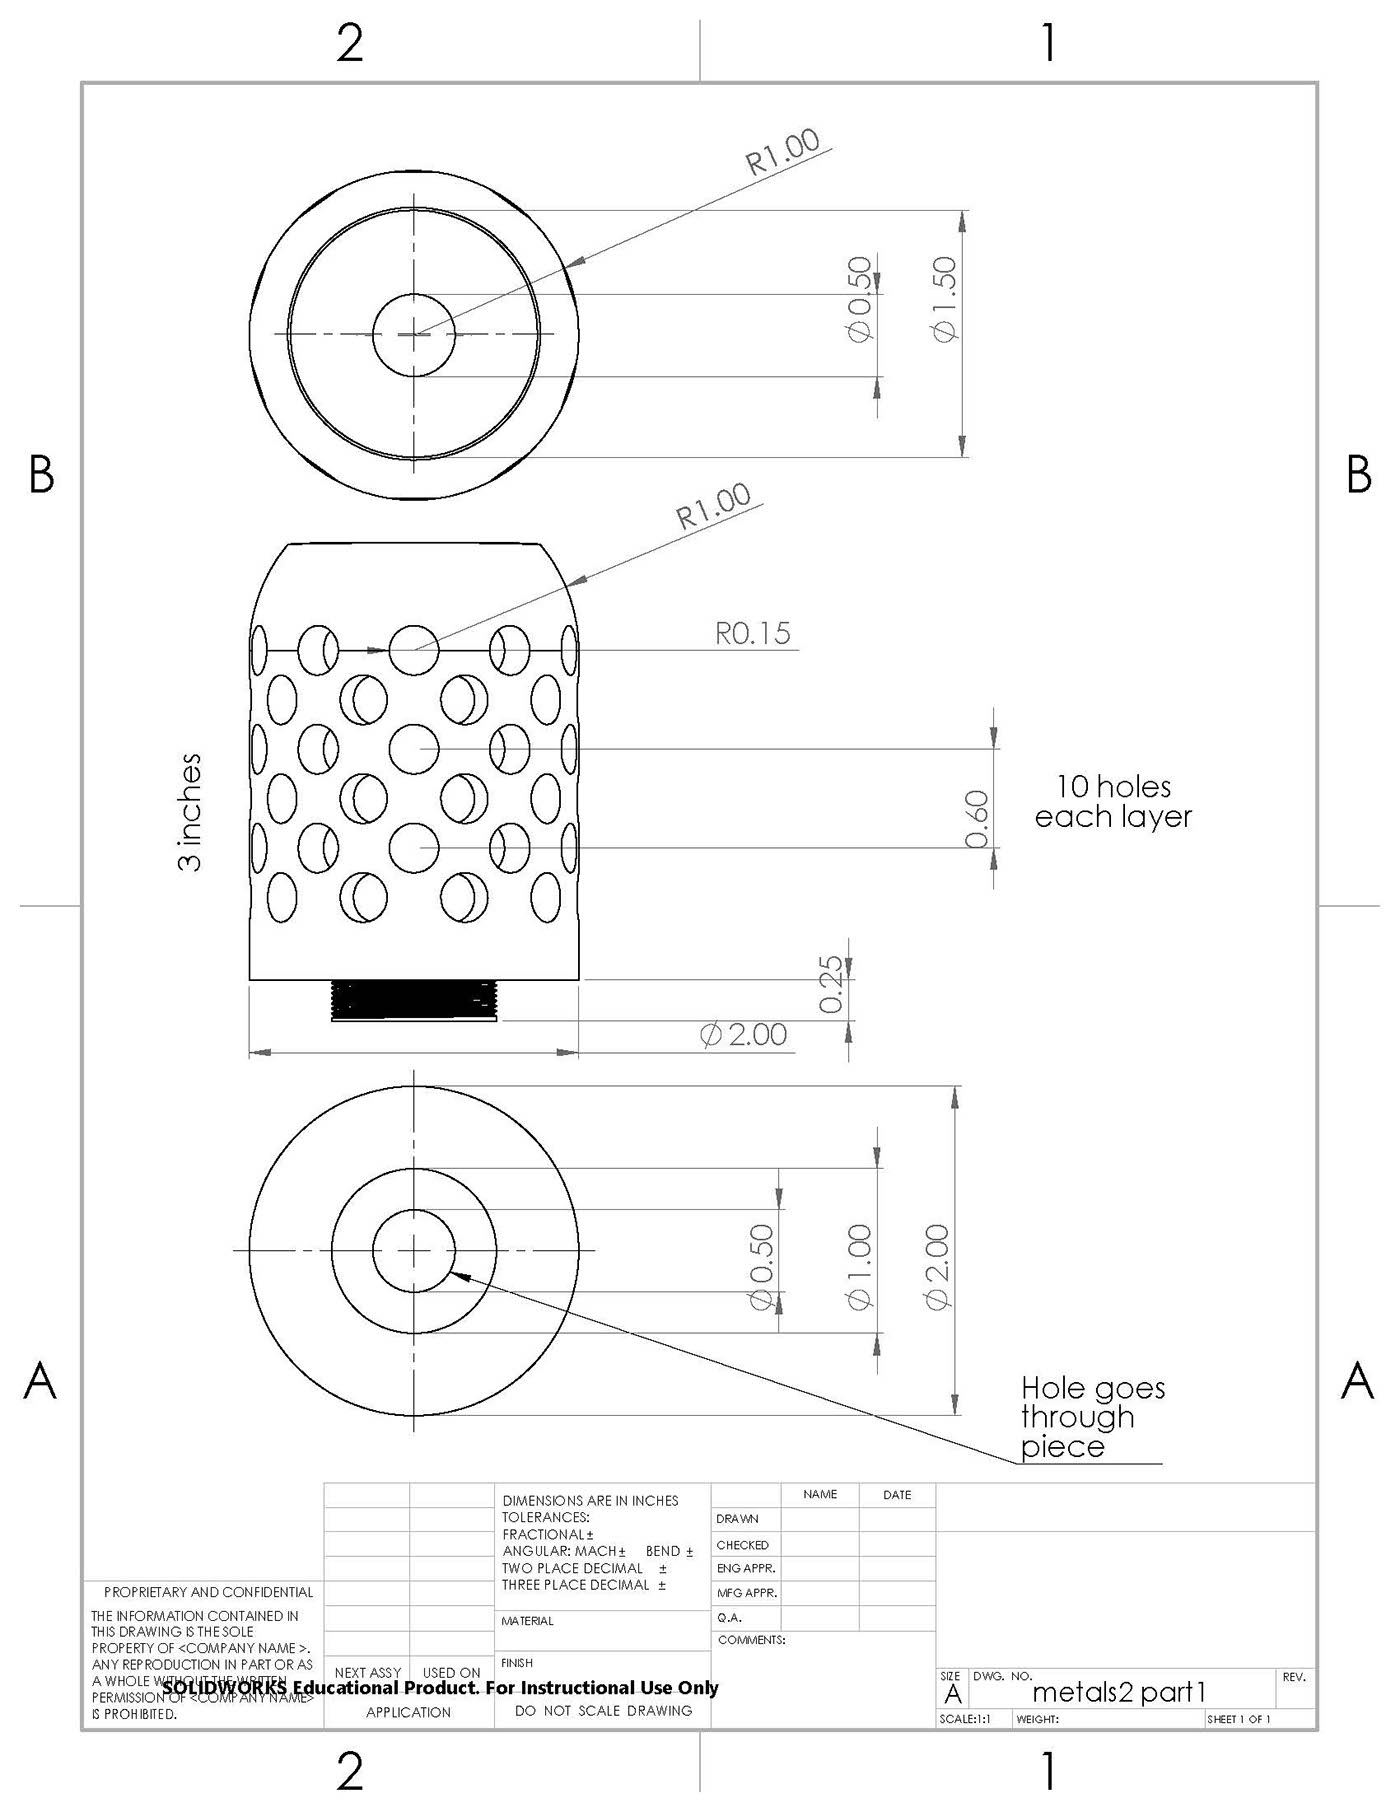 2 1
R1.00
⌀0.50
⌀1.50
B B
R1.00
R0.15
3 inches
0.60
10 holes
each layer
0.25
⌀2.00
⌀0.50
⌀1.00
⌀2.00
A A
Hole goes
through
piece
DIMENSIONS ARE IN INCHES
TOLERANCES:
FRACTIONAL±
ANGULAR: MACH± BEND ±
TWO PLACE DECIMAL ±
THREE PLACE DECIMAL ±
MATERIAL
FINISH
DO NOT SCALE DRAWING
NAME DATE
DRAWN
CHECKED
ENG APPR.
MFG APPR.
Q.A.
COMMENTS:
PROPRIETARY AND CONFIDENTIAL
THE INFORMATION CONTAINED IN
THIS DRAWING IS THE SOLE
PROPERTY OF <COMPANY NAME>.
ANY REPRODUCTION IN PART OR AS
A WHOLE WITHOUT THE WRITTEN
PERMISSION OF <COMPANY NAME>
IS PROHIBITED.
NEXT ASSY USED ON
APPLICATION
SOLIDWORKS Educational Product. For Instructional Use Only
SIZE DWG. NO. REV.
A metals2 part1
SCALE:1:1 WEIGHT: SHEET 1 OF 1
2 1